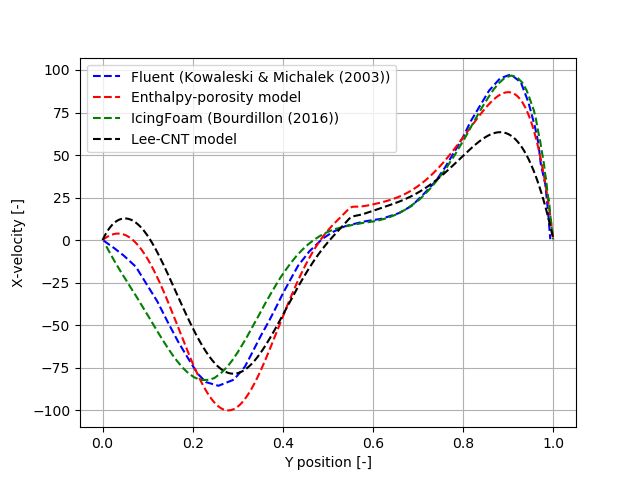 Fluent (Kowaleski & Michalek (2003))
Enthalpy-porosity model
IcingFoam (Bourdillon (2016))
Lee-CNT model
100
75
50
25
0
−25
−50
−75
−100
X-velocity [-]
0.0 0.2 0.4 0.6 0.8 1.0
Y position [-]